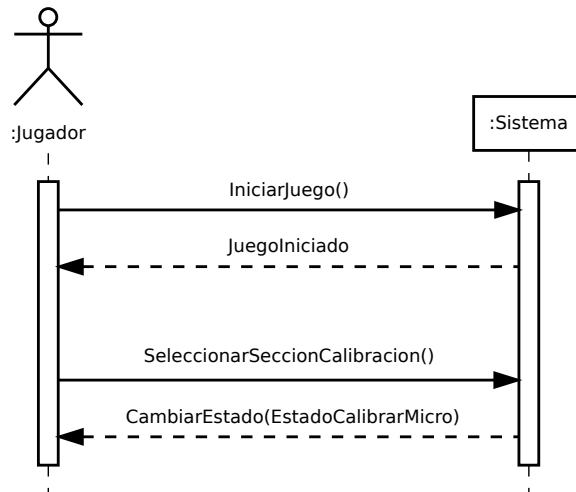 :Jugador
:Sistema
IniciarJuego()
JuegoIniciado
SeleccionarSeccionCalibracion()
CambiarEstado(EstadoCalibrarMicro)